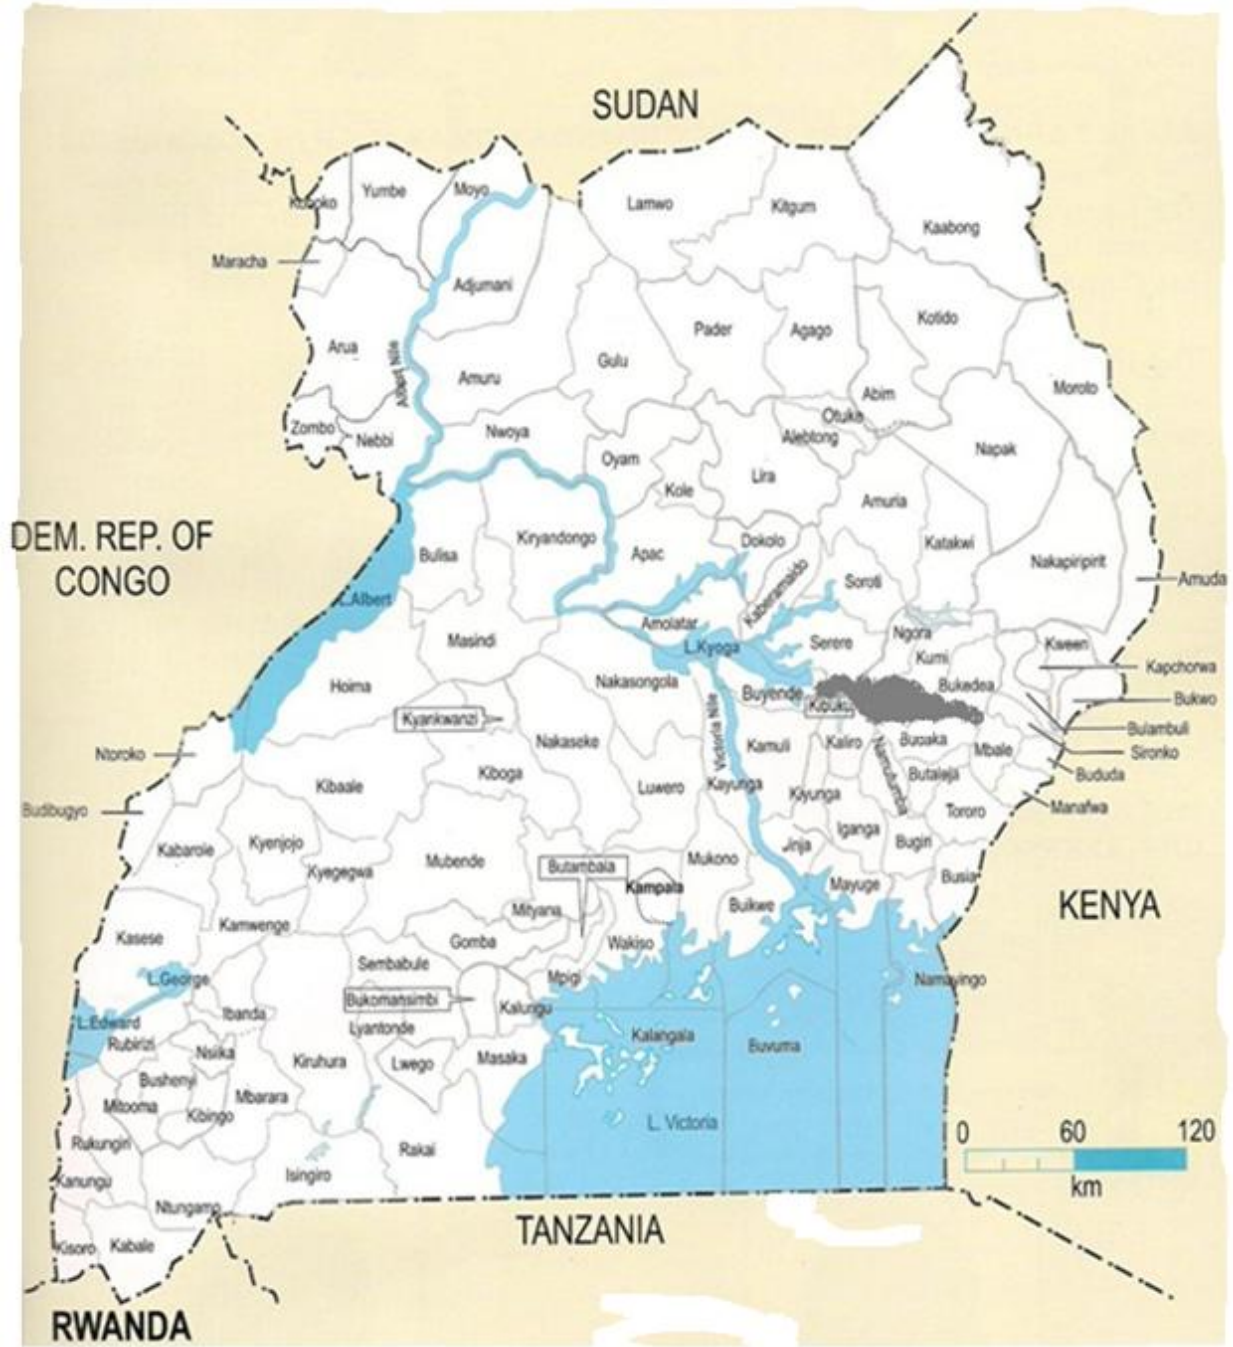 SUDAN
Yumbe
Moyo
Koboko
Lamwo
Kitgum
Kaabong
Maracha
Adjumani
Arua
Albert Nile
Pader
Agago
Kotido
Gulu
Amuru
Abim
Moroto
Zombo
Nebbi
Nwoya
Otuke
Alebtong
Napak
Oyam
Kole
Lira
Amuria
DEM. REP. OF
CONGO
Bulisa
Kiryandongo
Apac
Dokolo
Katakwi
Nakapiripirit
Amuda
L.Albert
Kaberamaido
Soroti
Masindi
Amolatar
L.Kyoga
Serere
Ngora
Kumi
Kween
Kapchorwa
Hoima
Nakasongola
Buyende
Kibuku
Bukedea
Bukwo
Kyankwanzi
Victoria Nile
Bulambuli
Ntoroko
Nakaseke
Kamuli
Kaliro
Namutumba
Mbale
Sironko
Kibaale
Kiboga
Luwero
Kayunga
Kiyunga
Butaleja
Bududa
Budibugyo
Tororo
Manafwa
Kabarole
Kyenjojo
Kyegegwa
Mubende
Butambala
Mukono
Jinja
Iganga
Bugiri
Kampala
Mayuge
Busia
Mityana
Buikwe
KENYA
Kasese
Kamwenge
Gomba
Wakiso
Sembabule
Mpigi
L.George
Namayingo
Bukomansimbi
Kalungu
L.Edward
Ibanda
Rubirizi
Nsiika
Lyantonde
Kalangala
Buvuma
Kiruhura
Lwego
Masaka
Bushenyi
Mitooma
Mbarara
Kibingo
L. Victoria
Rukungiri
Rakai
Kanungu
Isingiro
Ntungamo
0 60 120
km
Kisoro
Kabale
TANZANIA
RWANDA